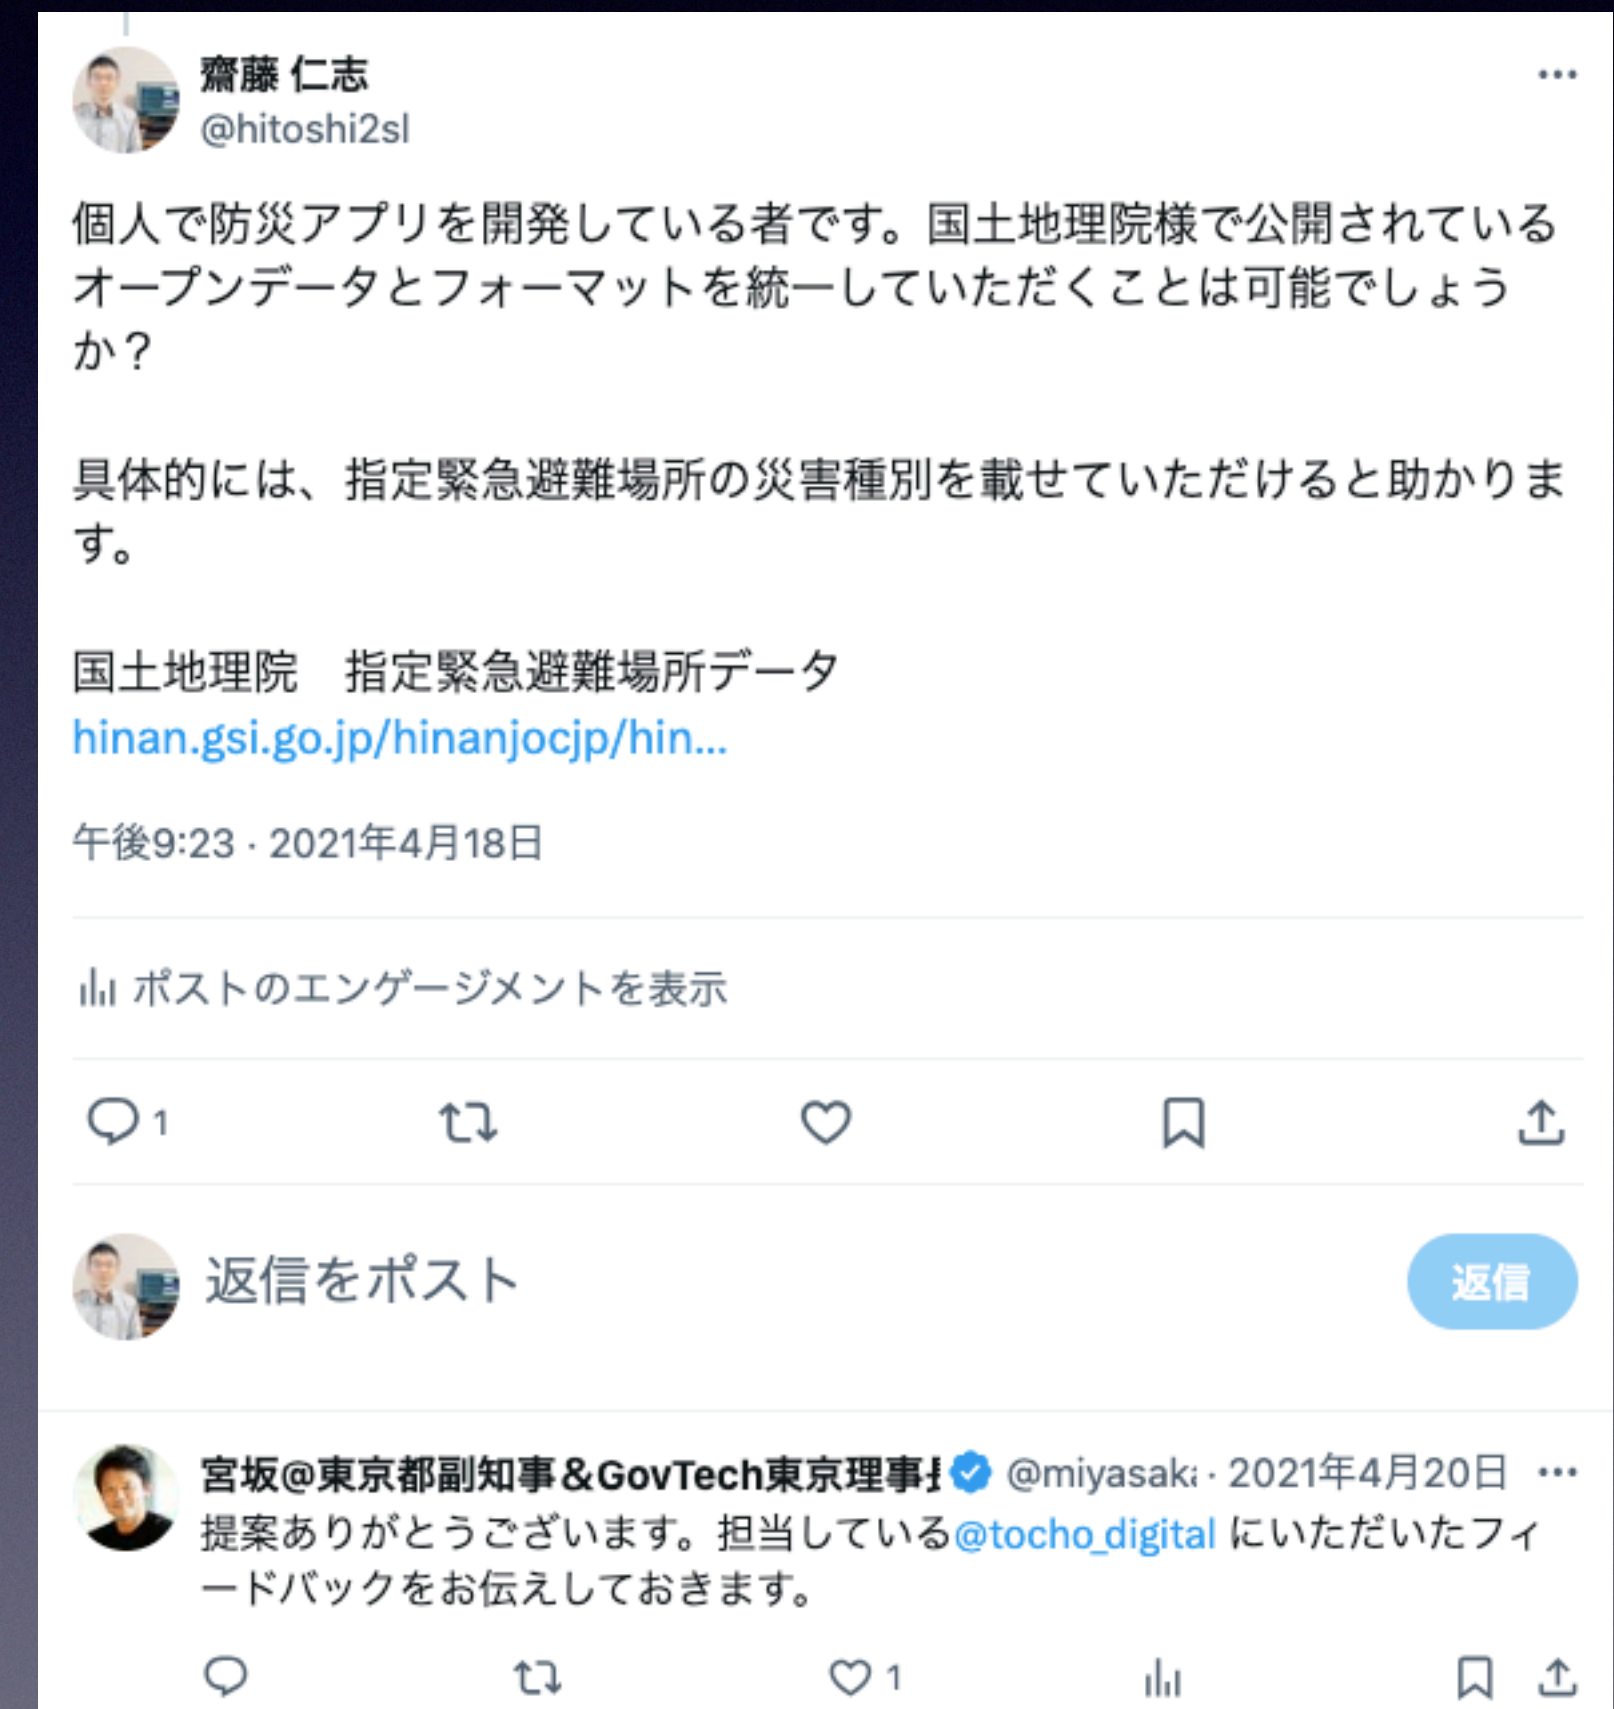 齋藤 仁志
@hitoshi2sl
個人で防災アプリを開発している者です。国土地理院様で公開されている
オープンデータとフォーマットを統一していただくことは可能でしょう
か？
具体的には、指定緊急避難場所の災害種別を載せていただけると助かりま
す。
国土地理院　指定緊急避難場所データ
hinan.gsi.go.jp/hinanjocjp/hin...
午後9:23 · 2021年4月18日
ポストのエンゲージメントを表示
1
返信をポスト
返信
宮坂@東京都副知事＆GovTech東京理事 @miyasaka · 2021年4月20日
提案ありがとうございます。担当している@tocho_digital にいただいたフィ
ードバックをお伝えしておきます。
1